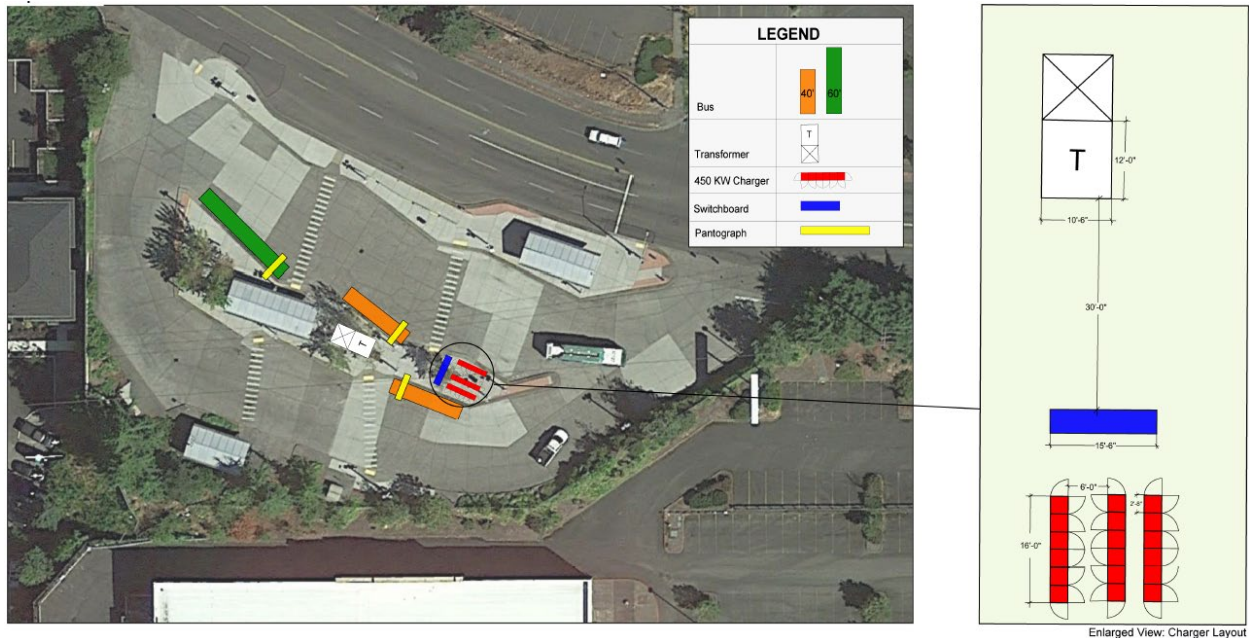 LEGEND
40'
60'
Bus
T
Transformer
450 KW Charger
Switchboard
Pantograph
T
T
12'-0"
10'-6"
30'-0"
15'-6"
6'-0"
2'-8"
16'-0"
Enlarged View: Charger Layout